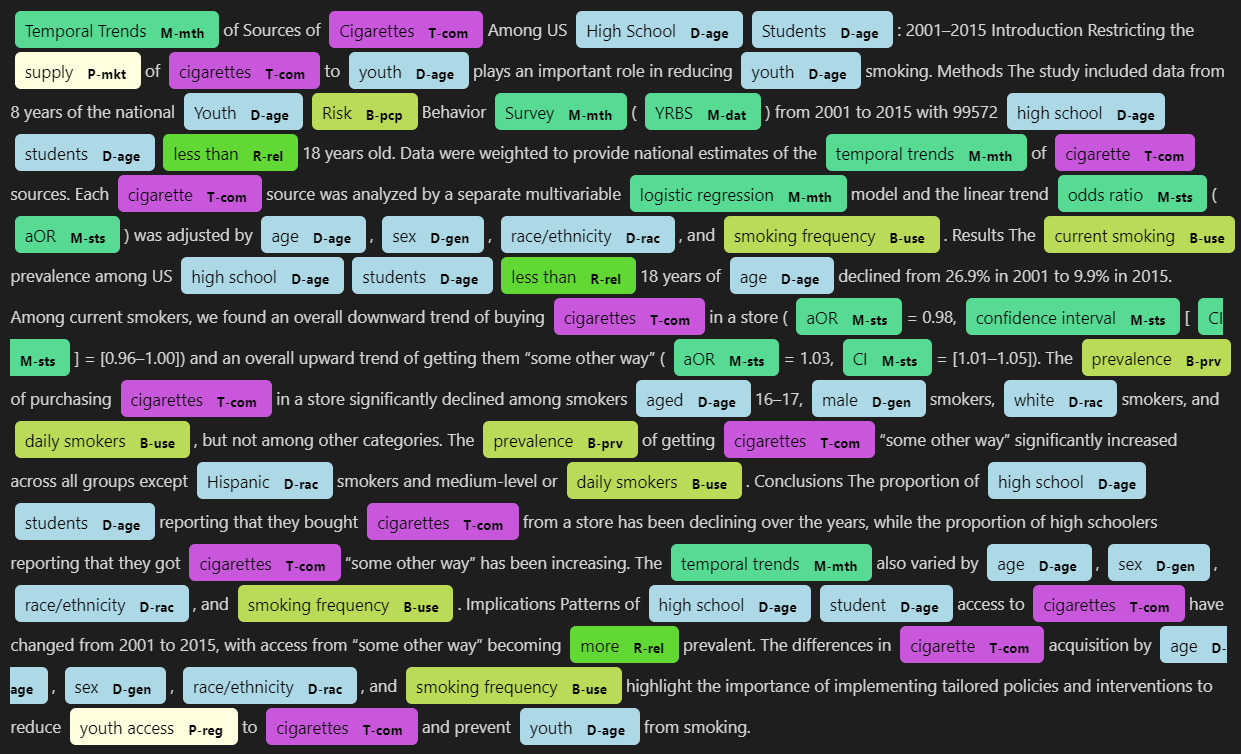 Temporal Trends M-mth of Sources of Cigarettes T-com Among US High School D-age Students D-age : 2001–2015 Introduction Restricting the
supply P-mkt of cigarettes T-com to youth D-age plays an important role in reducing youth D-age smoking. Methods The study included data from
8 years of the national Youth D-age Risk B-pcp Behavior Survey M-mth ( YRBS M-dat ) from 2001 to 2015 with 99572 high school D-age
students D-age less than R-rel 18 years old. Data were weighted to provide national estimates of the temporal trends M-mth of cigarette T-com
sources. Each cigarette T-com source was analyzed by a separate multivariable logistic regression M-mth model and the linear trend odds ratio M-sts (
aOR M-sts ) was adjusted by age D-age , sex D-gen , race/ethnicity D-rac , and smoking frequency B-use . Results The current smoking B-use
prevalence among US high school D-age students D-age less than R-rel 18 years of age D-age declined from 26.9% in 2001 to 9.9% in 2015.
Among current smokers, we found an overall downward trend of buying cigarettes T-com in a store ( aOR M-sts = 0.98, confidence interval M-sts [ CI
M-sts ] = [0.96–1.00]) and an overall upward trend of getting them “some other way” ( aOR M-sts = 1.03, CI M-sts = [1.01–1.05]). The prevalence B-prv
of purchasing cigarettes T-com in a store significantly declined among smokers aged D-age 16–17, male D-gen smokers, white D-rac smokers, and
daily smokers B-use , but not among other categories. The prevalence B-prv of getting cigarettes T-com “some other way” significantly increased
across all groups except Hispanic D-rac smokers and medium-level or daily smokers B-use . Conclusions The proportion of high school D-age
students D-age reporting that they bought cigarettes T-com from a store has been declining over the years, while the proportion of high schoolers
reporting that they got cigarettes T-com “some other way” has been increasing. The temporal trends M-mth also varied by age D-age , sex D-gen ,
race/ethnicity D-rac , and smoking frequency B-use . Implications Patterns of high school D-age student D-age access to cigarettes T-com have
changed from 2001 to 2015, with access from “some other way” becoming more R-rel prevalent. The differences in cigarette T-com acquisition by age D-
age , sex D-gen , race/ethnicity D-rac , and smoking frequency B-use highlight the importance of implementing tailored policies and interventions to
reduce youth access P-reg to cigarettes T-com and prevent youth D-age from smoking.